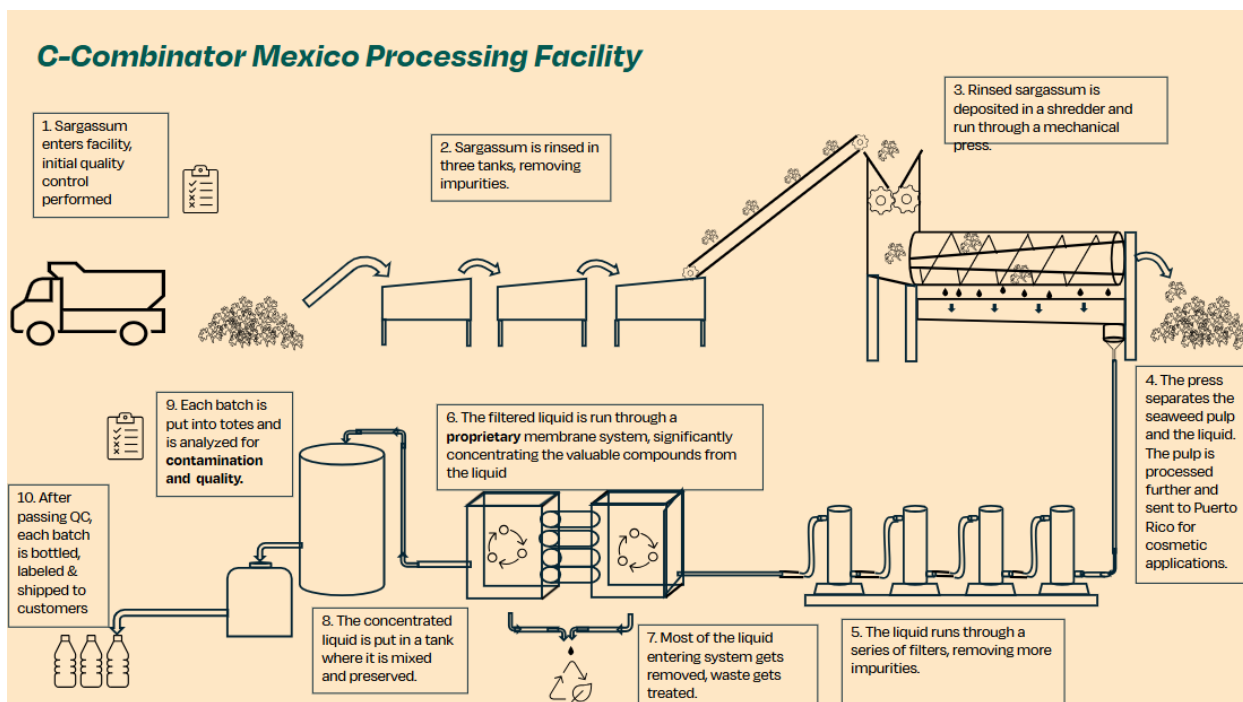 C-Combinator Mexico Processing Facility
1. Sargassum
enters facility,
initial quality
control
performed
2. Sargassum is rinsed in
three tanks, removing
impurities.
3. Rinsed sargassum is
deposited in a shredder and
run through a mechanical
press.
4. The press
separates the
seaweed pulp
and the liquid.
The pulp is
processed
further and
sent to Puerto
Rico for
cosmetic
applications.
5. The liquid runs through a
series of filters, removing more
impurities.
6. The filtered liquid is run through a
proprietary membrane system, significantly
concentrating the valuable compounds from
the liquid
7. Most of the liquid
entering system gets
removed, waste gets
treated.
8. The concentrated
liquid is put in a tank
where it is mixed
and preserved.
9. Each batch is
put into totes and
is analyzed for
contamination
and quality.
10. After
passing QC,
each batch
is bottled,
labeled &
shipped to
customers